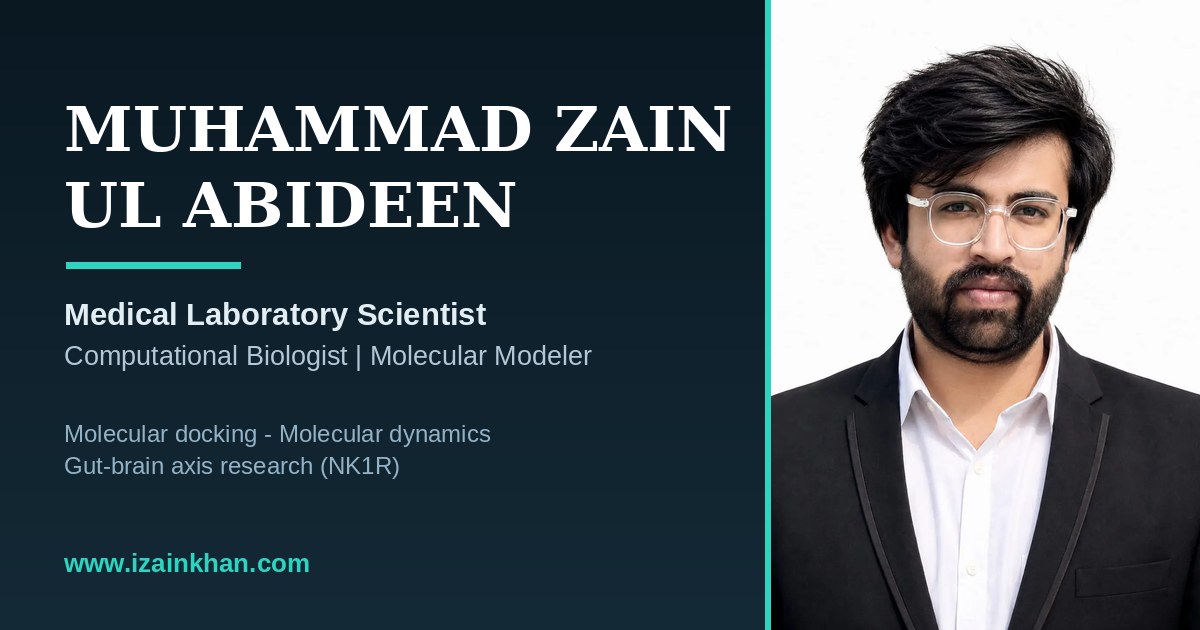 MUHAMMAD ZAIN
UL ABIDEEN
Medical Laboratory Scientist
Computational Biologist | Molecular Modeler
Molecular docking - Molecular dynamics
Gut-brain axis research (NK1R)
www.izainkhan.com